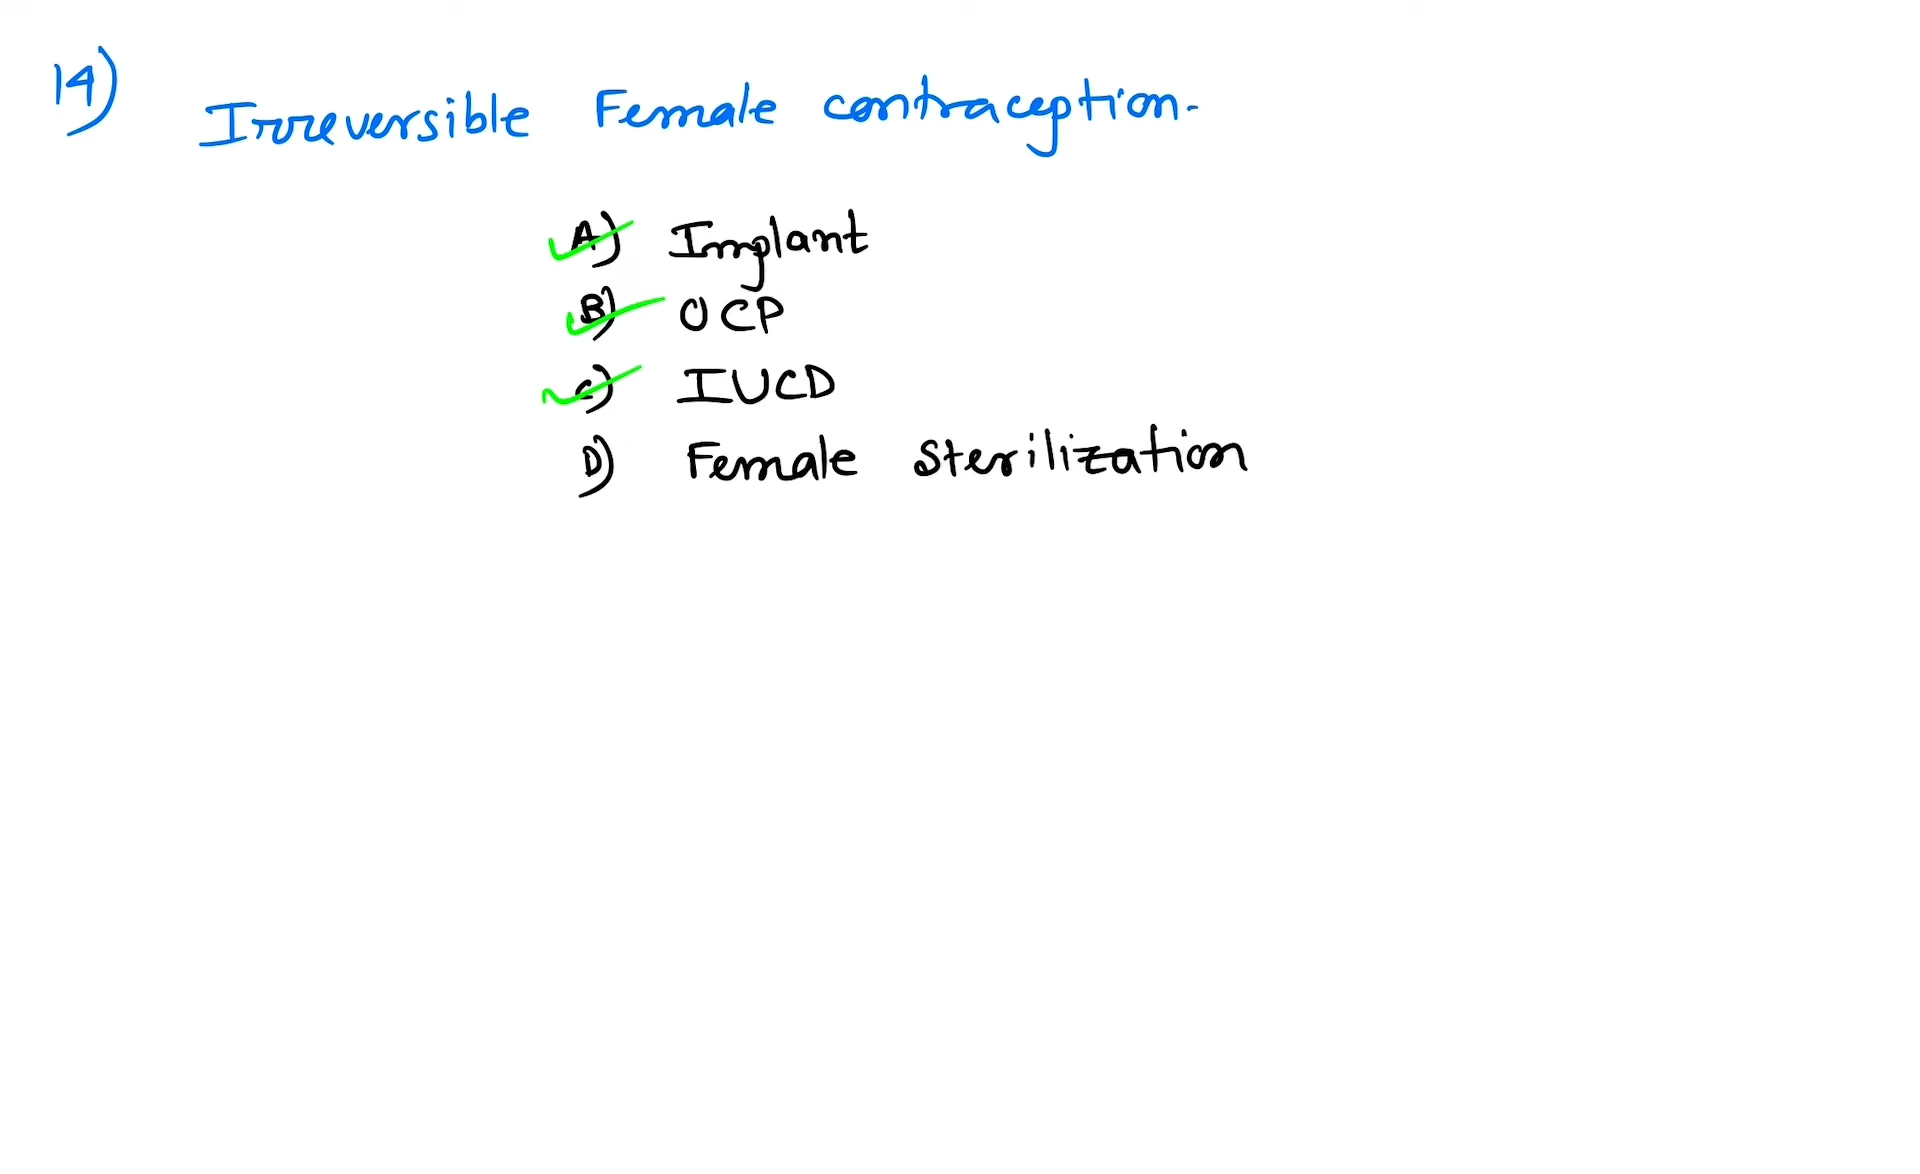 14)
Irreversible Female contraception-
A) Implant
B) OCP
C) IUCD
D) Female sterilization